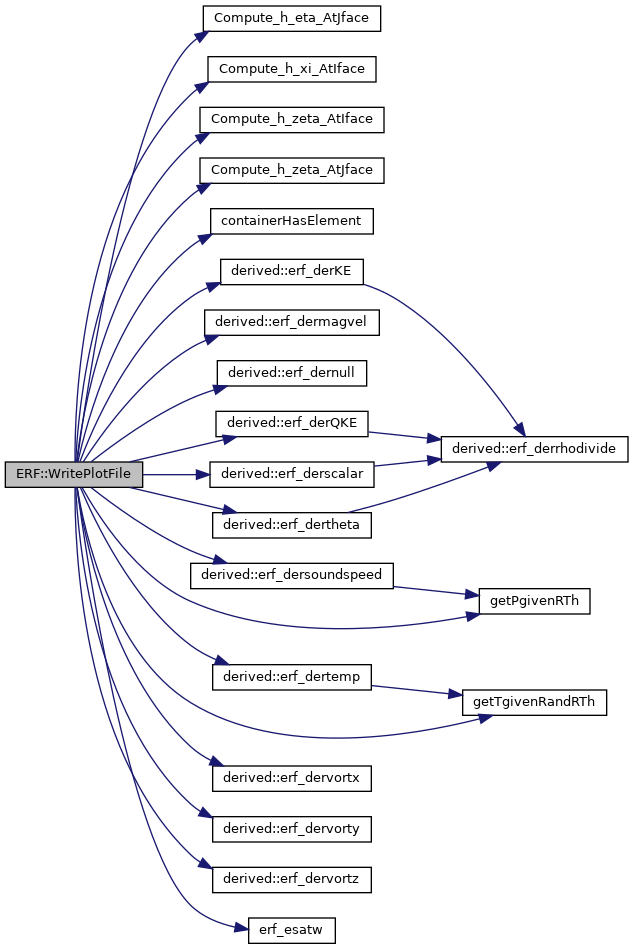 Compute_h_eta_AtJface
Compute_h_xi_AtIface
Compute_h_zeta_AtIface
Compute_h_zeta_AtJface
containerHasElement
derived::erf_derKE
derived::erf_dermagvel
derived::erf_dernull
derived::erf_derQKE
derived::erf_derrhodivide
ERF::WritePlotFile
derived::erf_derscalar
derived::erf_dertheta
derived::erf_dersoundspeed
getPgivenRTh
derived::erf_dertemp
getTgivenRandRTh
derived::erf_dervortx
derived::erf_dervorty
derived::erf_dervortz
erf_esatw